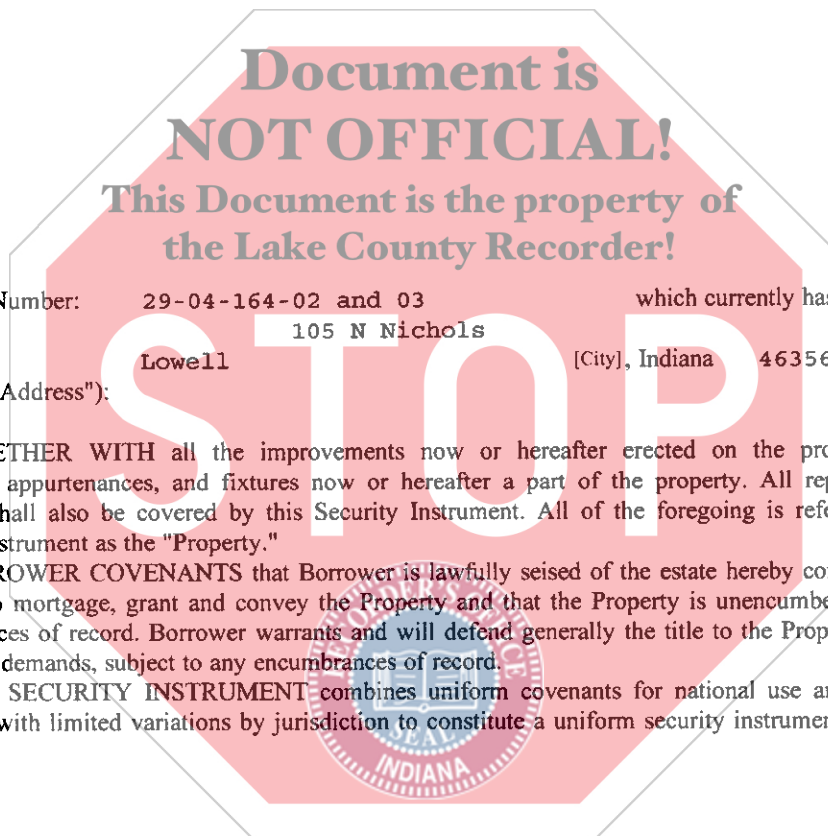 Document is
NOT OFFICIAL!
This Document is the property of
the Lake County Recorder!
Number: 29-04-164-02 and 03 which currently has
105 N Nichols
Lowell [City], Indiana 46356
Address"):
STOP
ETHER WITH all the improvements now or hereafter erected on the pro
appurtenances, and fixtures now or hereafter a part of the property. All rep
hall also be covered by this Security Instrument. All of the foregoing is refe
strument as the "Property."
ROWER COVENANTS that Borrower is lawfully seised of the estate hereby co
mortgage, grant and convey the Property and that the Property is unencumbe
ces of record. Borrower warrants and will defend generally the title to the Prop
demands, subject to any encumbrances of record.
SECURITY INSTRUMENT combines uniform covenants for national use a
with limited variations by jurisdiction to constitute a uniform security instrumen
RECORDER'S OFFICE
SEAL
INDIANA